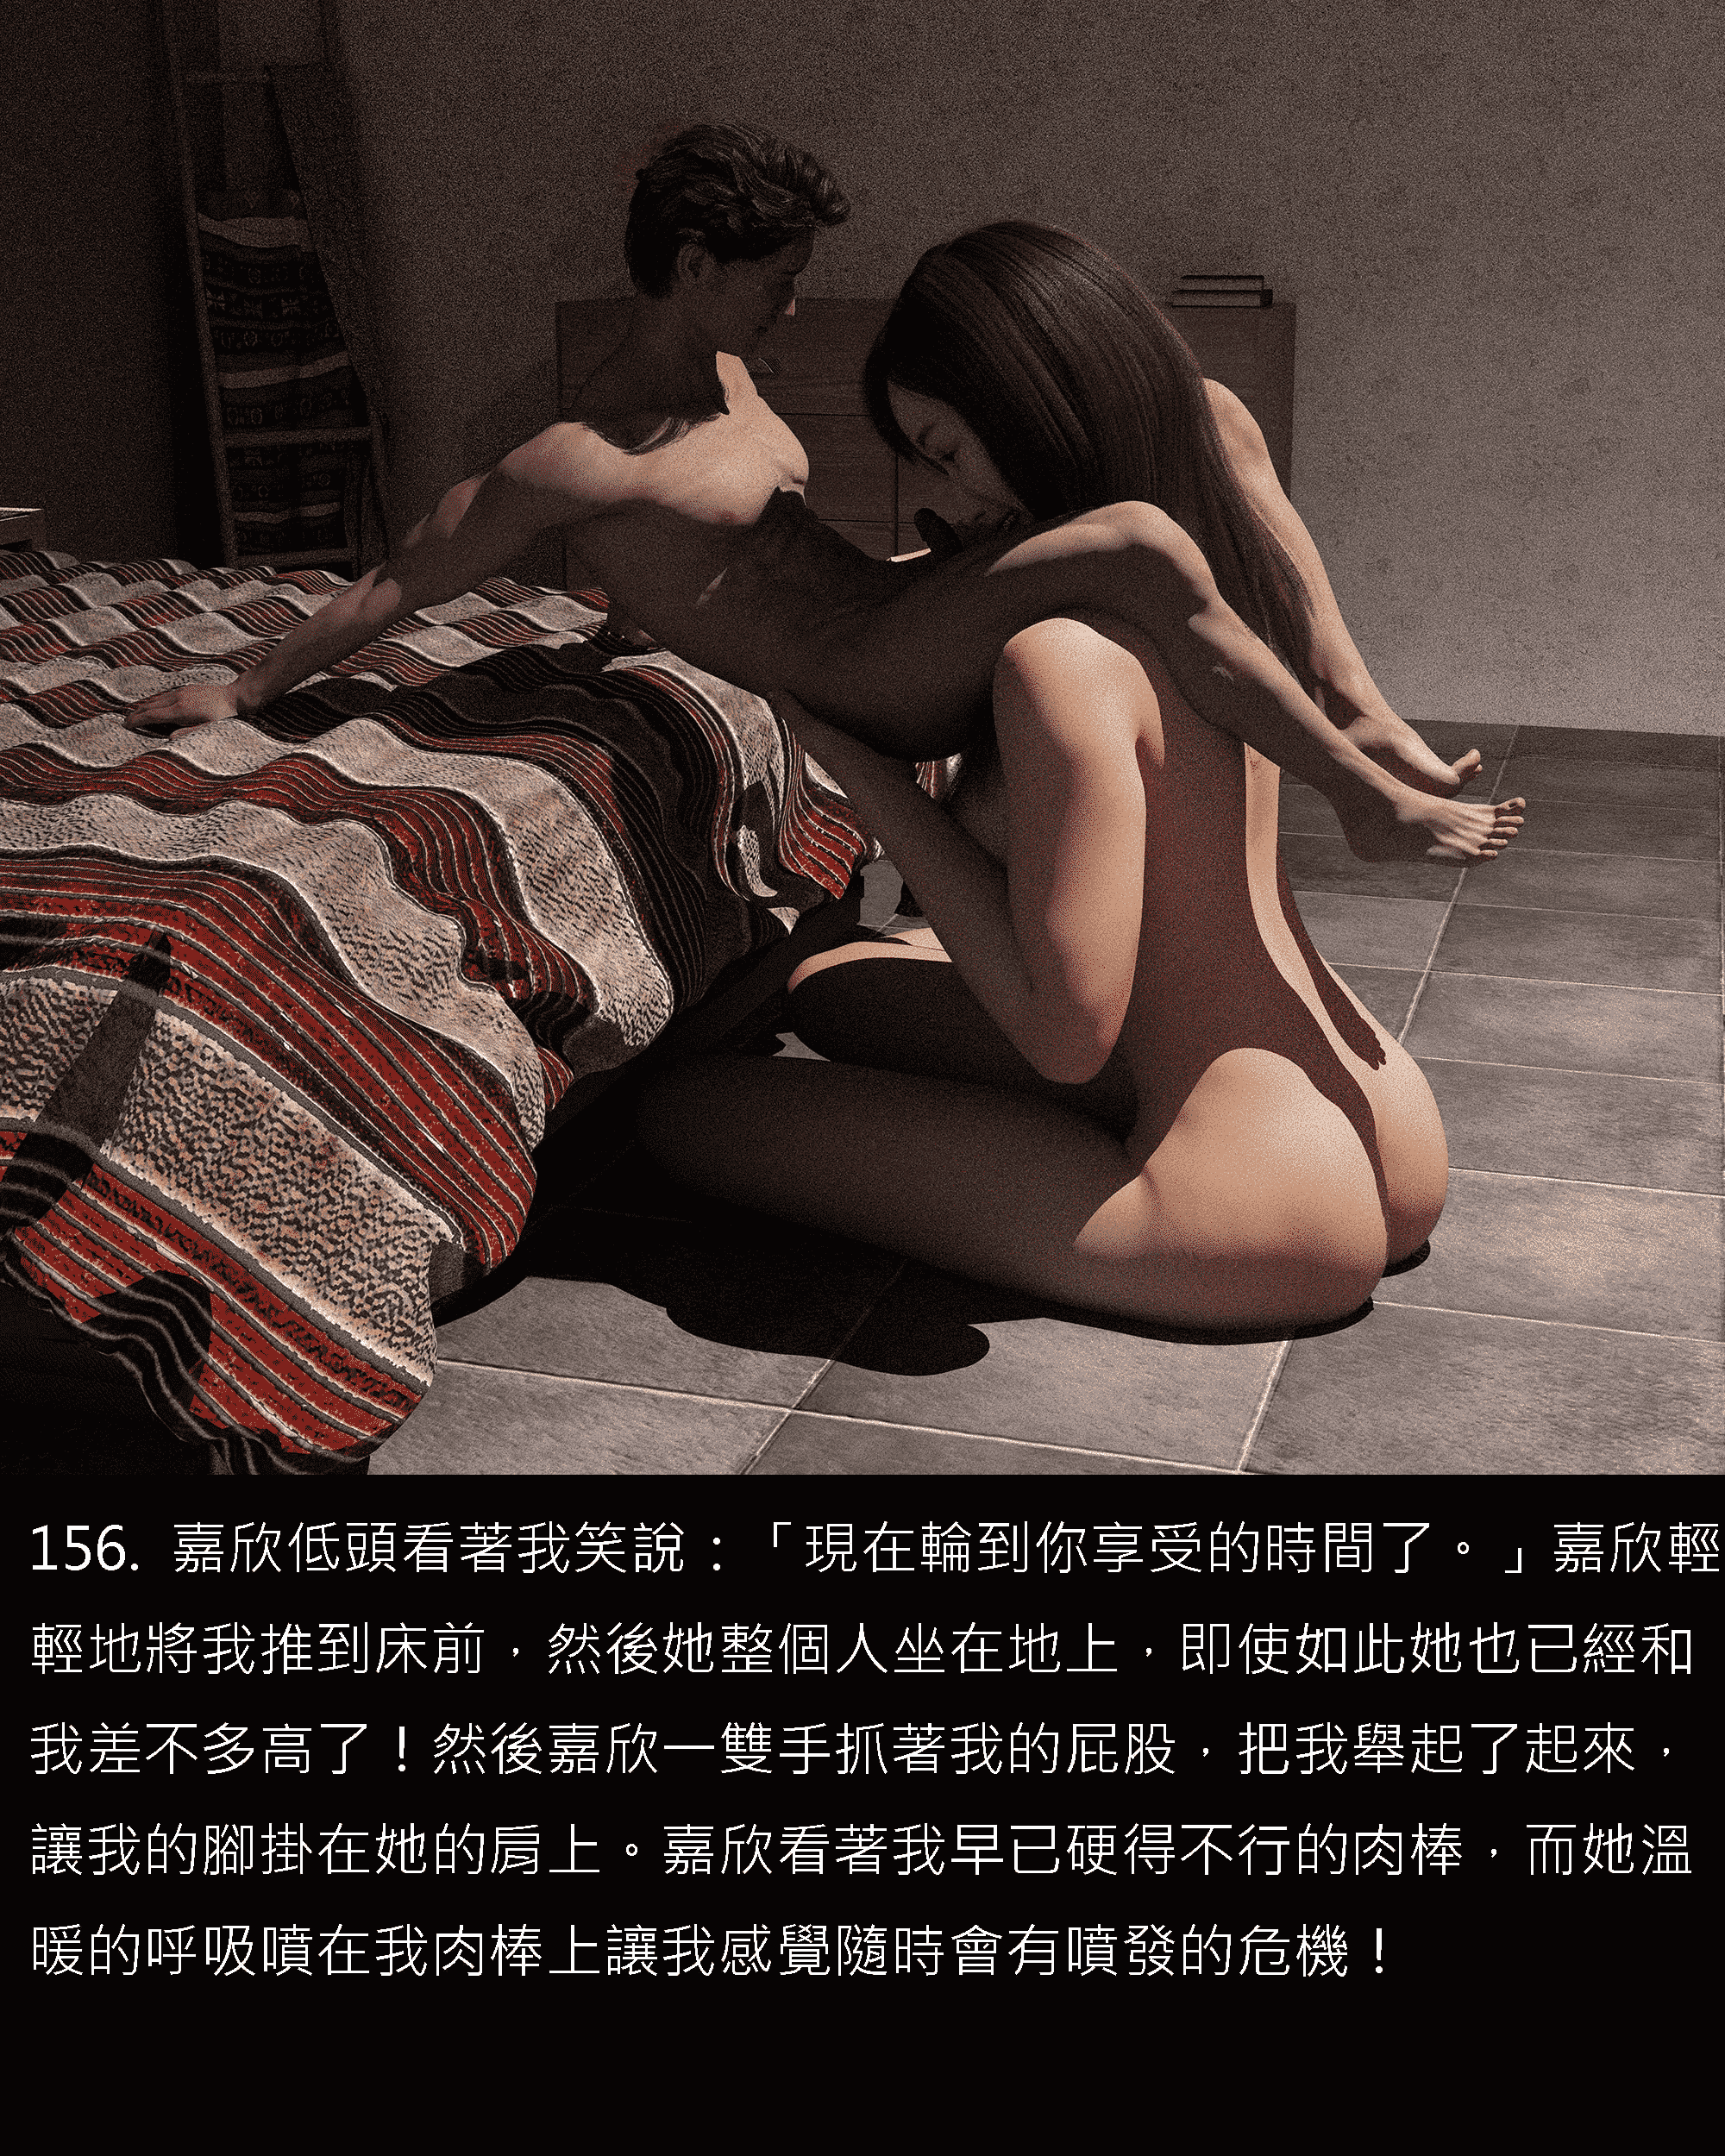 156. 嘉欣低頭看著我笑說：「現在輪到你享受的時間了。」嘉欣輕
輕地將我推到床前，然後她整個人坐在地上，即使如此她也已經和
我差不多高了！然後嘉欣一雙手抓著我的屁股，把我舉起了起來，
讓我的腳掛在她的肩上。嘉欣看著我早已硬得不行的肉棒，而她溫
暖的呼吸噴在我肉棒上讓我感覺隨時會有噴發的危機！